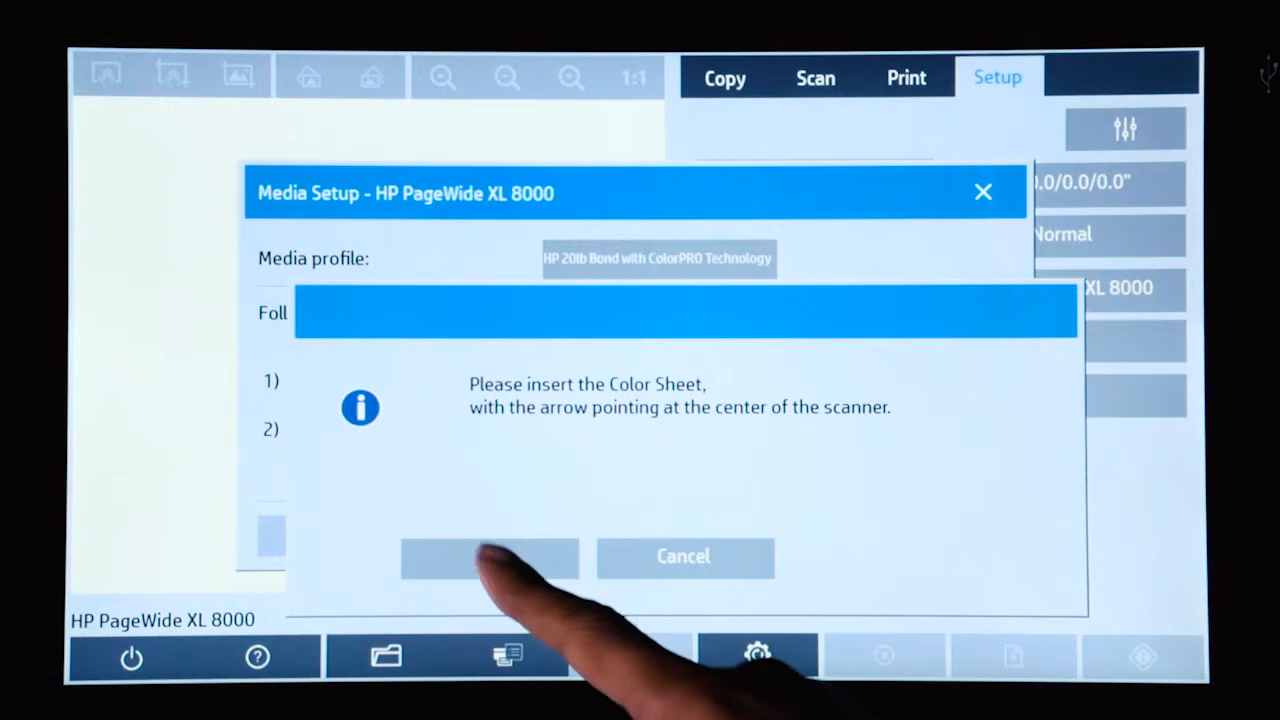 1:1
Copy
Scan
Print
Setup
Media Setup - HP PageWide XL 8000
0.0/0.0/0.0"
Normal
Media profile:
HP 20lb Bond with ColorPRO Technology
XL 8000
Foll
1)
Please insert the Color Sheet,
with the arrow pointing at the center of the scanner.
2)
Cancel
HP PageWide XL 8000